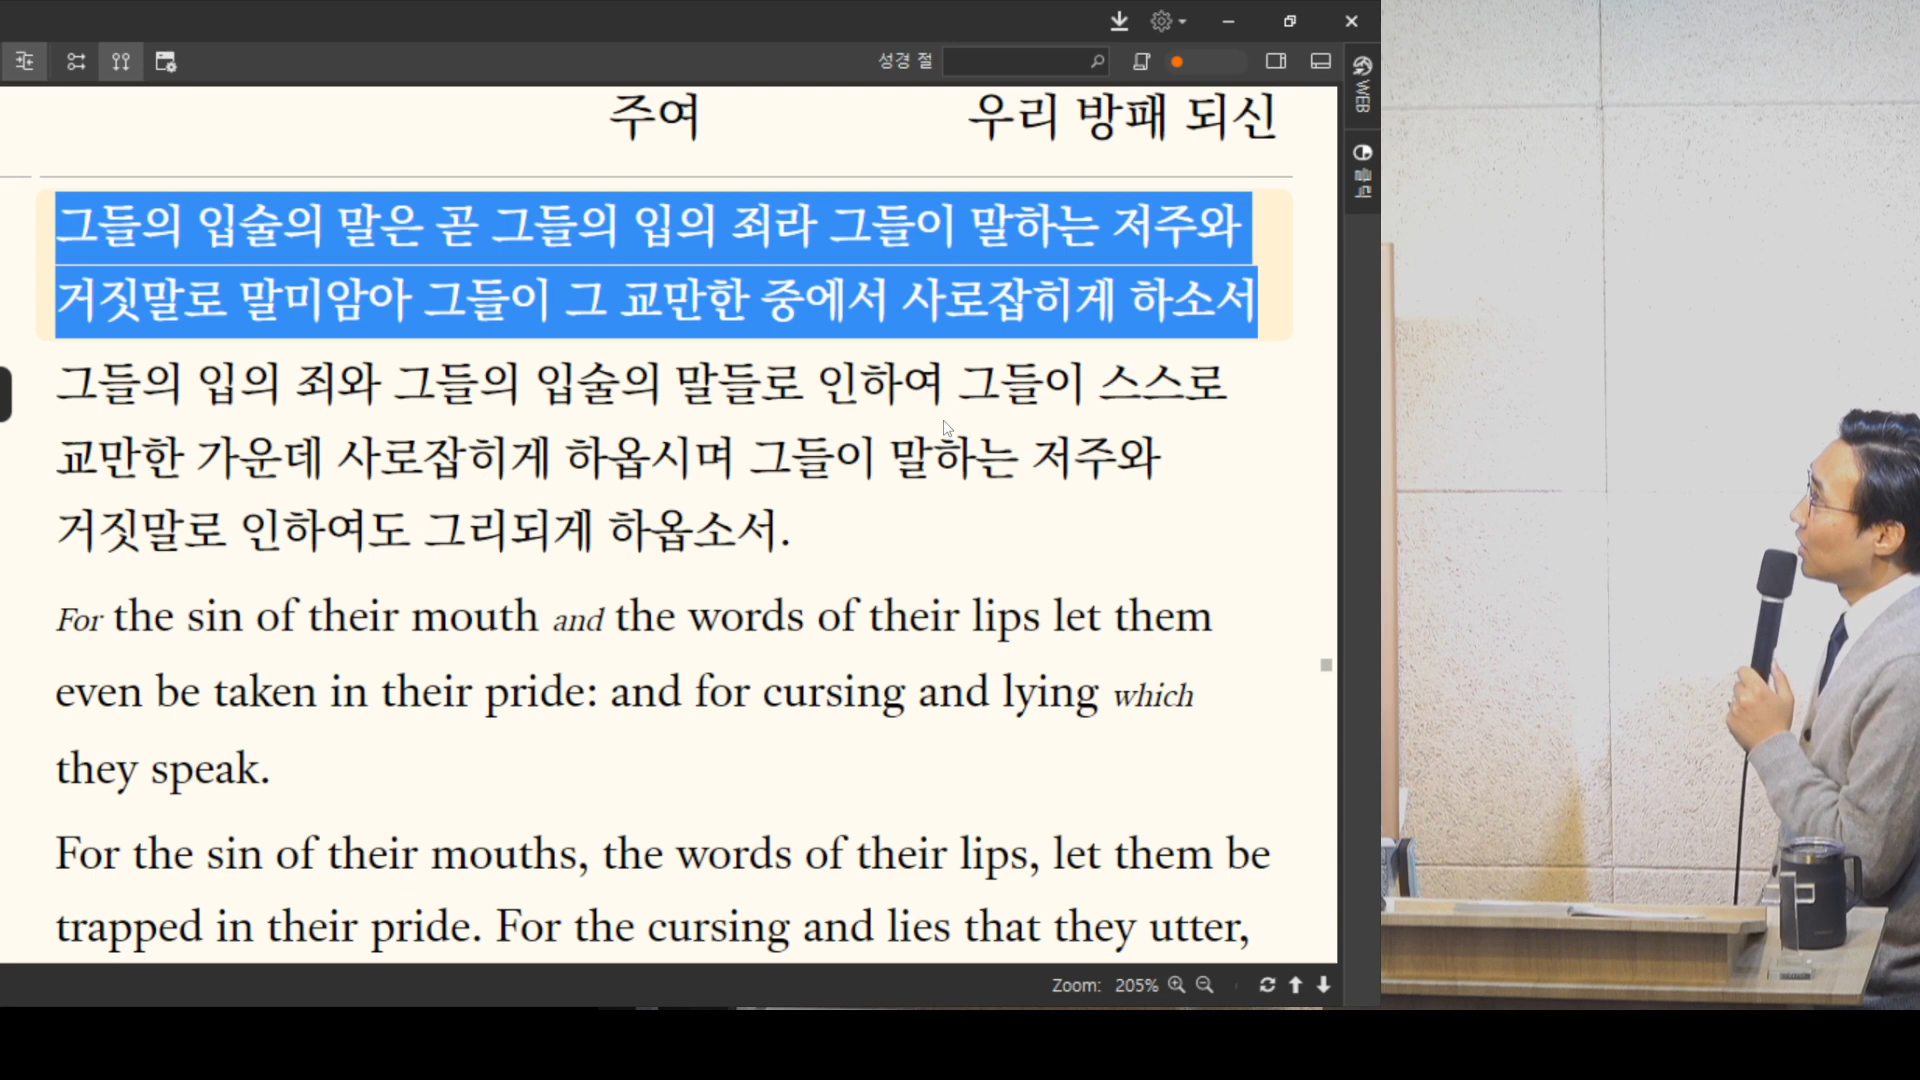 성경 절
WEB
클릭
주여 우리 방패 되신
그들의 입술의 말은 곧 그들의 입의 죄라 그들이 말하는 저주와
거짓말로 말미암아 그들이 그 교만한 중에서 사로잡히게 하소서
그들의 입의 죄와 그들의 입술의 말들로 인하여 그들이 스스로
교만한 가운데 사로잡히게 하옵시며 그들이 말하는 저주와
거짓말로 인하여도 그리되게 하옵소서.
For the sin of their mouth and the words of their lips let them
even be taken in their pride: and for cursing and lying which
they speak.
For the sin of their mouths, the words of their lips, let them be
trapped in their pride. For the cursing and lies that they utter,
Zoom: 205%